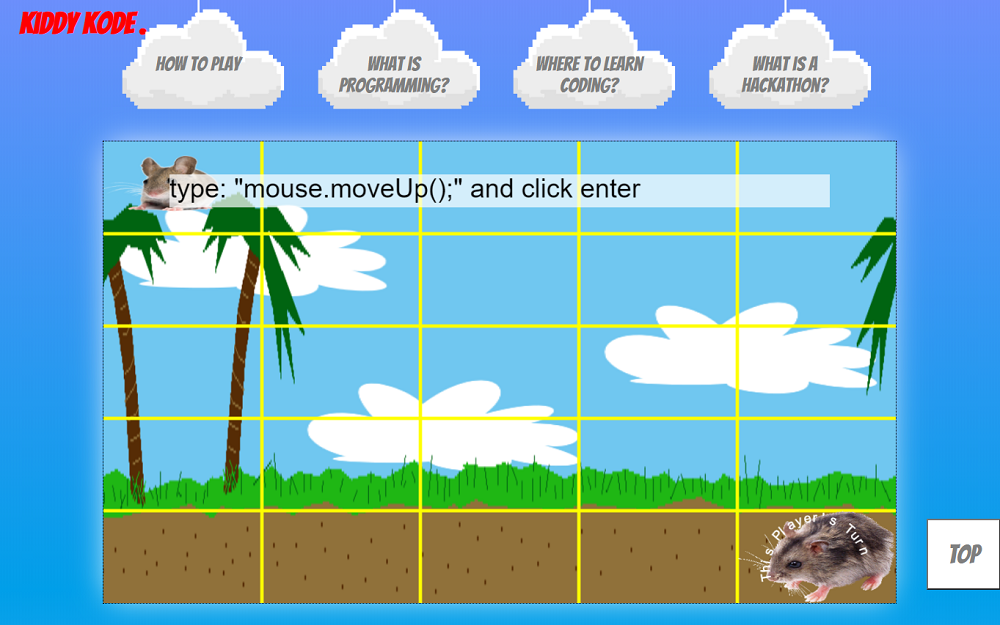 KIDDY KODE .
HOW TO PLAY
WHAT IS
PROGRAMMING?
WHERE TO LEARN
CODING?
WHAT IS A
HACKATHON?
type: "mouse.moveUp();" and click enter
This Player's Turn
TOP